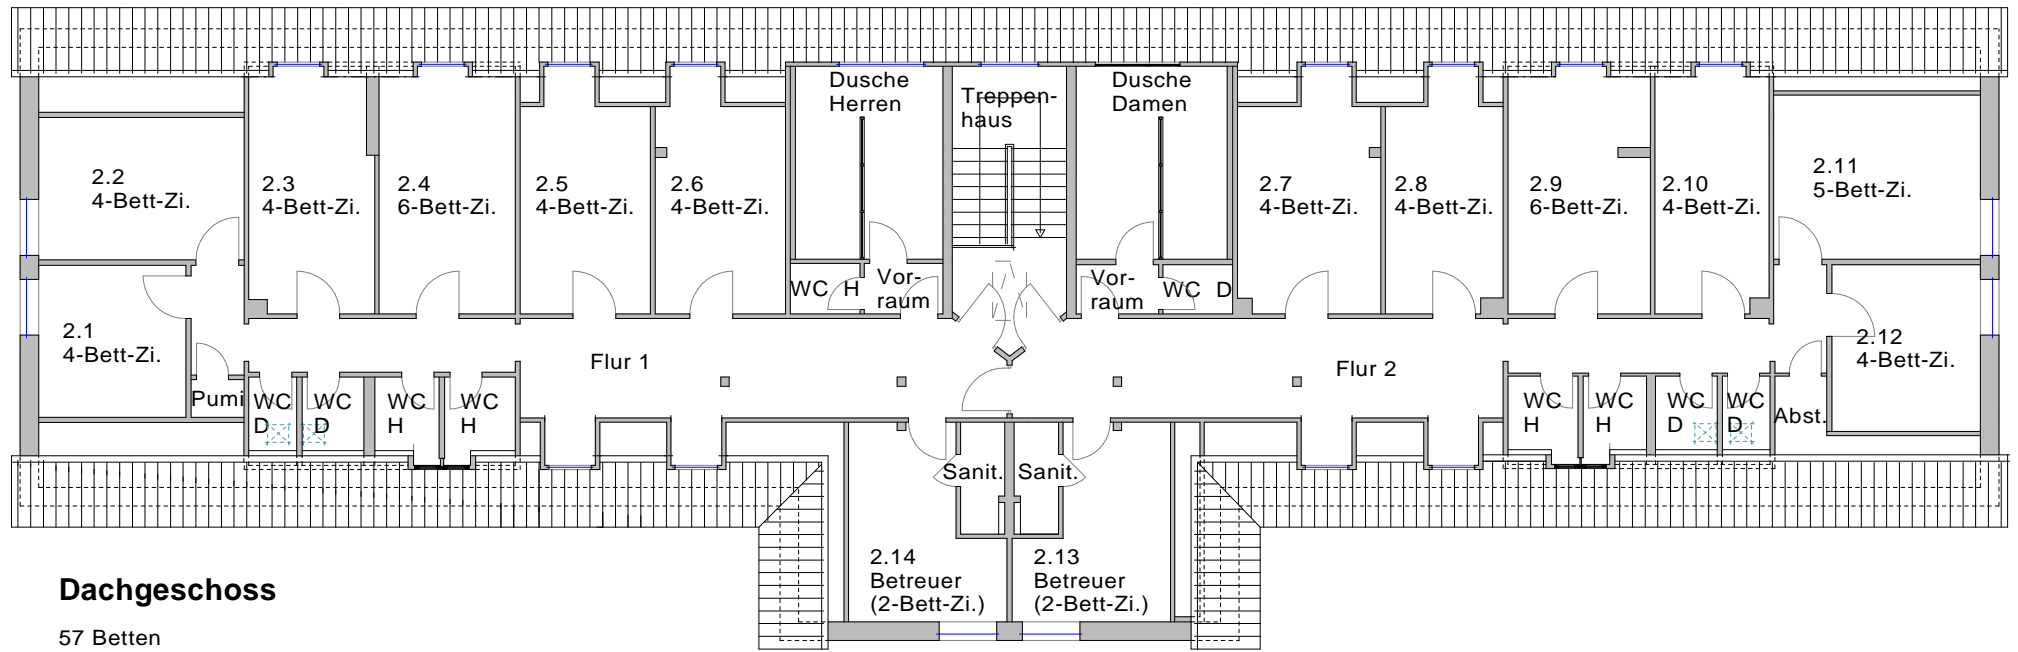 Dusche
Herren
Treppen-
haus
Dusche
Damen
2.2
4-Bett-Zi.
2.3
4-Bett-Zi.
2.4
6-Bett-Zi.
2.5
4-Bett-Zi.
2.6
4-Bett-Zi.
2.7
4-Bett-Zi.
2.8
4-Bett-Zi.
2.9
6-Bett-Zi.
2.10
4-Bett-Zi.
2.11
5-Bett-Zi.
WC H
Vor-
raum
Vor-
raum
WC D
2.1
4-Bett-Zi.
Flur 1
Flur 2
2.12
4-Bett-Zi.
Pumi
WC
D
WC
D
WC
H
WC
H
WC
H
WC
H
WC
D
WC
D
Abst.
Sanit.
Sanit.
2.14
Betreuer
(2-Bett-Zi.)
2.13
Betreuer
(2-Bett-Zi.)
Dachgeschoss
57 Betten